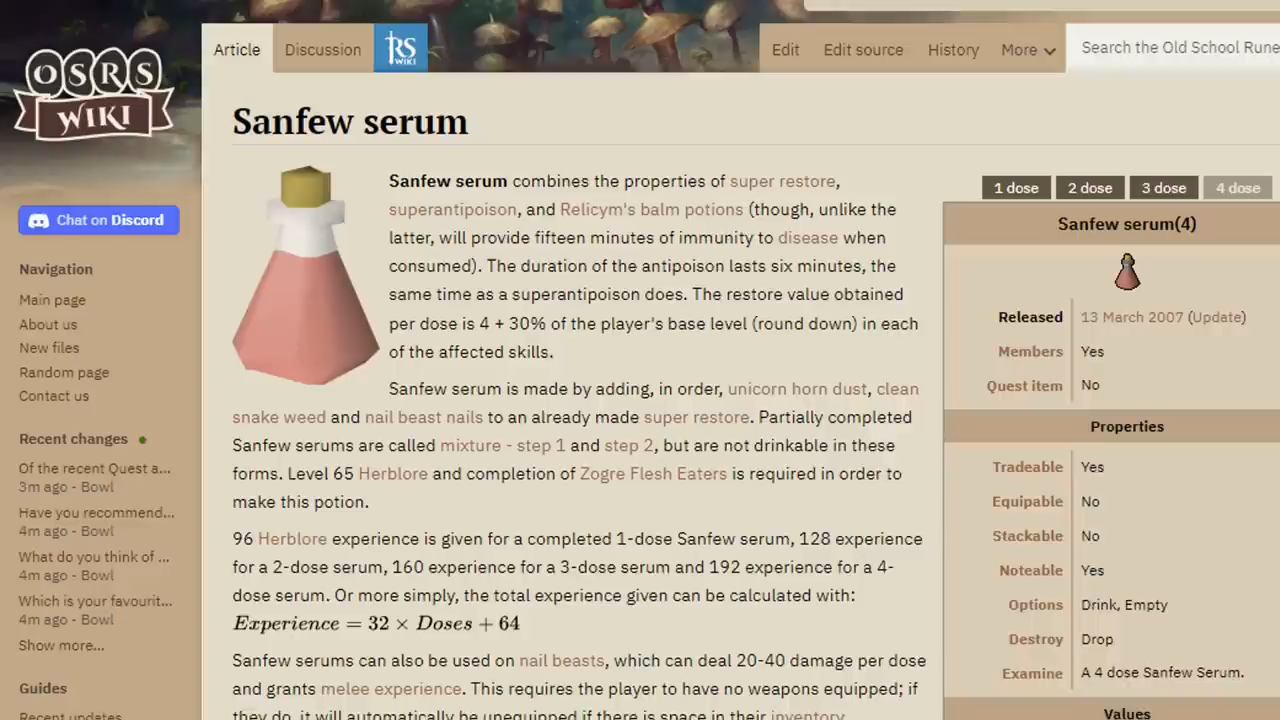 OSRS
WIKI
Article
Discussion
RS
WIKI
Edit
Edit source
History
More
Search the Old School Rune
Chat on Discord
Navigation
Main page
About us
New files
Random page
Contact us
Recent changes
Of the recent Quest a...
3m ago - Bowl
Have you recommend...
4m ago - Bowl
What do you think of ...
4m ago - Bowl
Which is your favourit...
4m ago - Bowl
Show more...
Guides
Recent updates
Sanfew serum
Sanfew serum combines the properties of super restore,
superantipoison, and Relicym's balm potions (though, unlike the
latter, will provide fifteen minutes of immunity to disease when
consumed). The duration of the antipoison lasts six minutes, the
same time as a superantipoison does. The restore value obtained
per dose is 4 + 30% of the player's base level (round down) in each
of the affected skills.
Sanfew serum is made by adding, in order, unicorn horn dust, clean
snake weed and nail beast nails to an already made super restore. Partially completed
Sanfew serums are called mixture - step 1 and step 2, but are not drinkable in these
forms. Level 65 Herblore and completion of Zogre Flesh Eaters is required in order to
make this potion.
96 Herblore experience is given for a completed 1-dose Sanfew serum, 128 experience
for a 2-dose serum, 160 experience for a 3-dose serum and 192 experience for a 4-
dose serum. Or more simply, the total experience given can be calculated with:
Experience = 32 × Doses + 64
Sanfew serums can also be used on nail beasts, which can deal 20-40 damage per dose
and grants melee experience. This requires the player to have no weapons equipped; if
they do, it will automatically be unequipped if there is space in their inventory.
1 dose
2 dose
3 dose
4 dose
Sanfew serum(4)
Released 13 March 2007 (Update)
Members Yes
Quest item No
Properties
Tradeable Yes
Equipable No
Stackable No
Noteable Yes
Options Drink, Empty
Destroy Drop
Examine A 4 dose Sanfew Serum.
Values